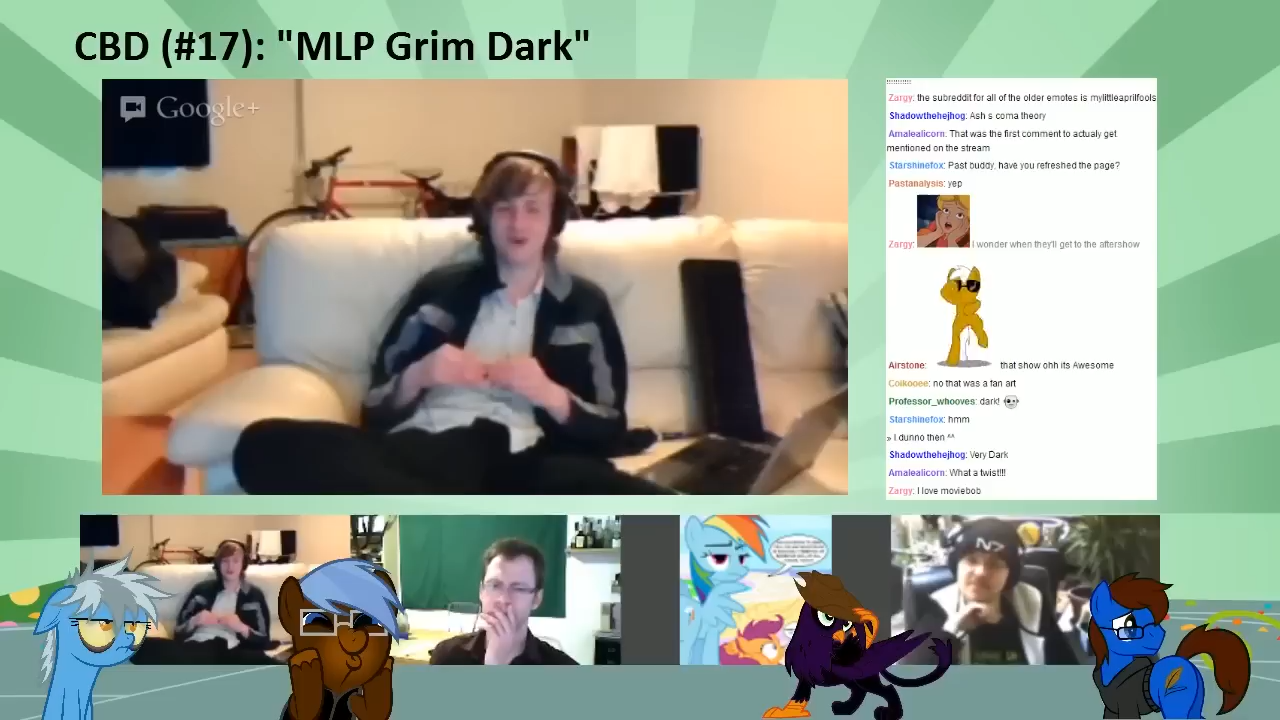 CBD (#17): "MLP Grim Dark"
Google+
Zargy: the subreddit for all of the older emotes is mylittleaprilfools
Shadowthehejhog: Ash s coma theory
Amalealicorn: That was the first comment to actualy get
mentioned on the stream
Starshinefox: Past buddy, have you refreshed the page?
Pastanalysis: yep
Zargy: I wonder when they'll get to the aftershow
Airstone: that show ohh its Awesome
Coikooee: no that was a fan art
Professor_whooves: dark!
Starshinefox: hmm
> I dunno then ^^
Shadowthehejhog: Very Dark
Amalealicorn: What a twist!!!
Zargy: I love moviebob
N7